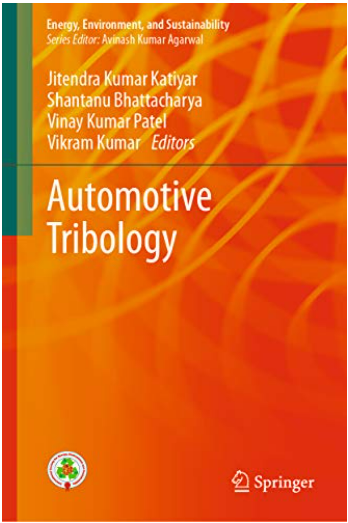 Energy, Environment, and Sustainability
Series Editor: Avinash Kumar Agarwal
Jitendra Kumar Katiyar
Shantanu Bhattacharya
Vinay Kumar Patel
Vikram Kumar Editors
Automotive
Tribology
Springer